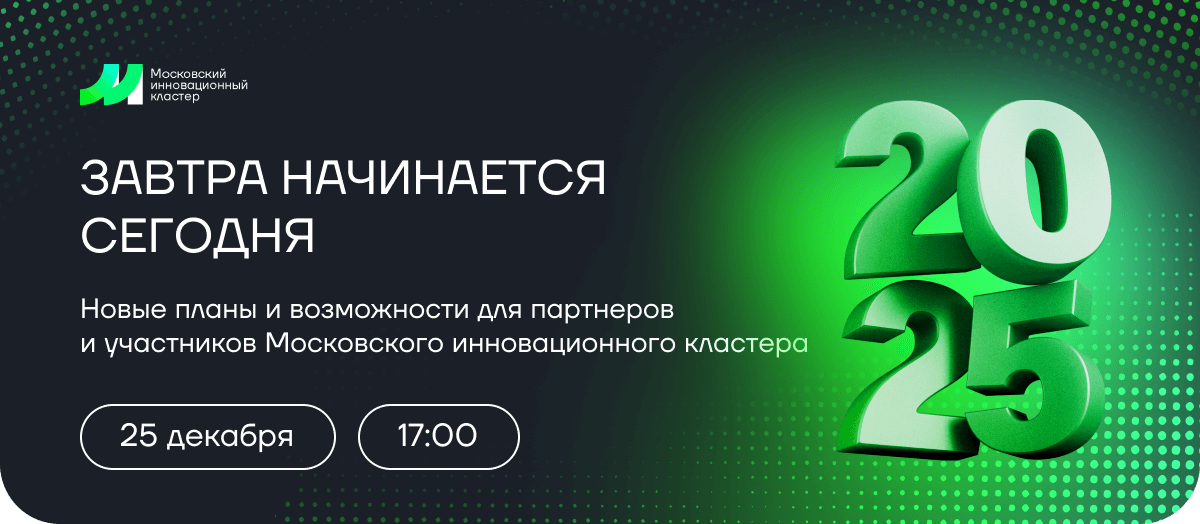 Московский
инновационный
кластер
ЗАВТРА НАЧИНАЕТСЯ
СЕГОДНЯ
Новые планы и возможности для партнеров
и участников Московского инновационного кластера
25 декабря
17:00
20
25